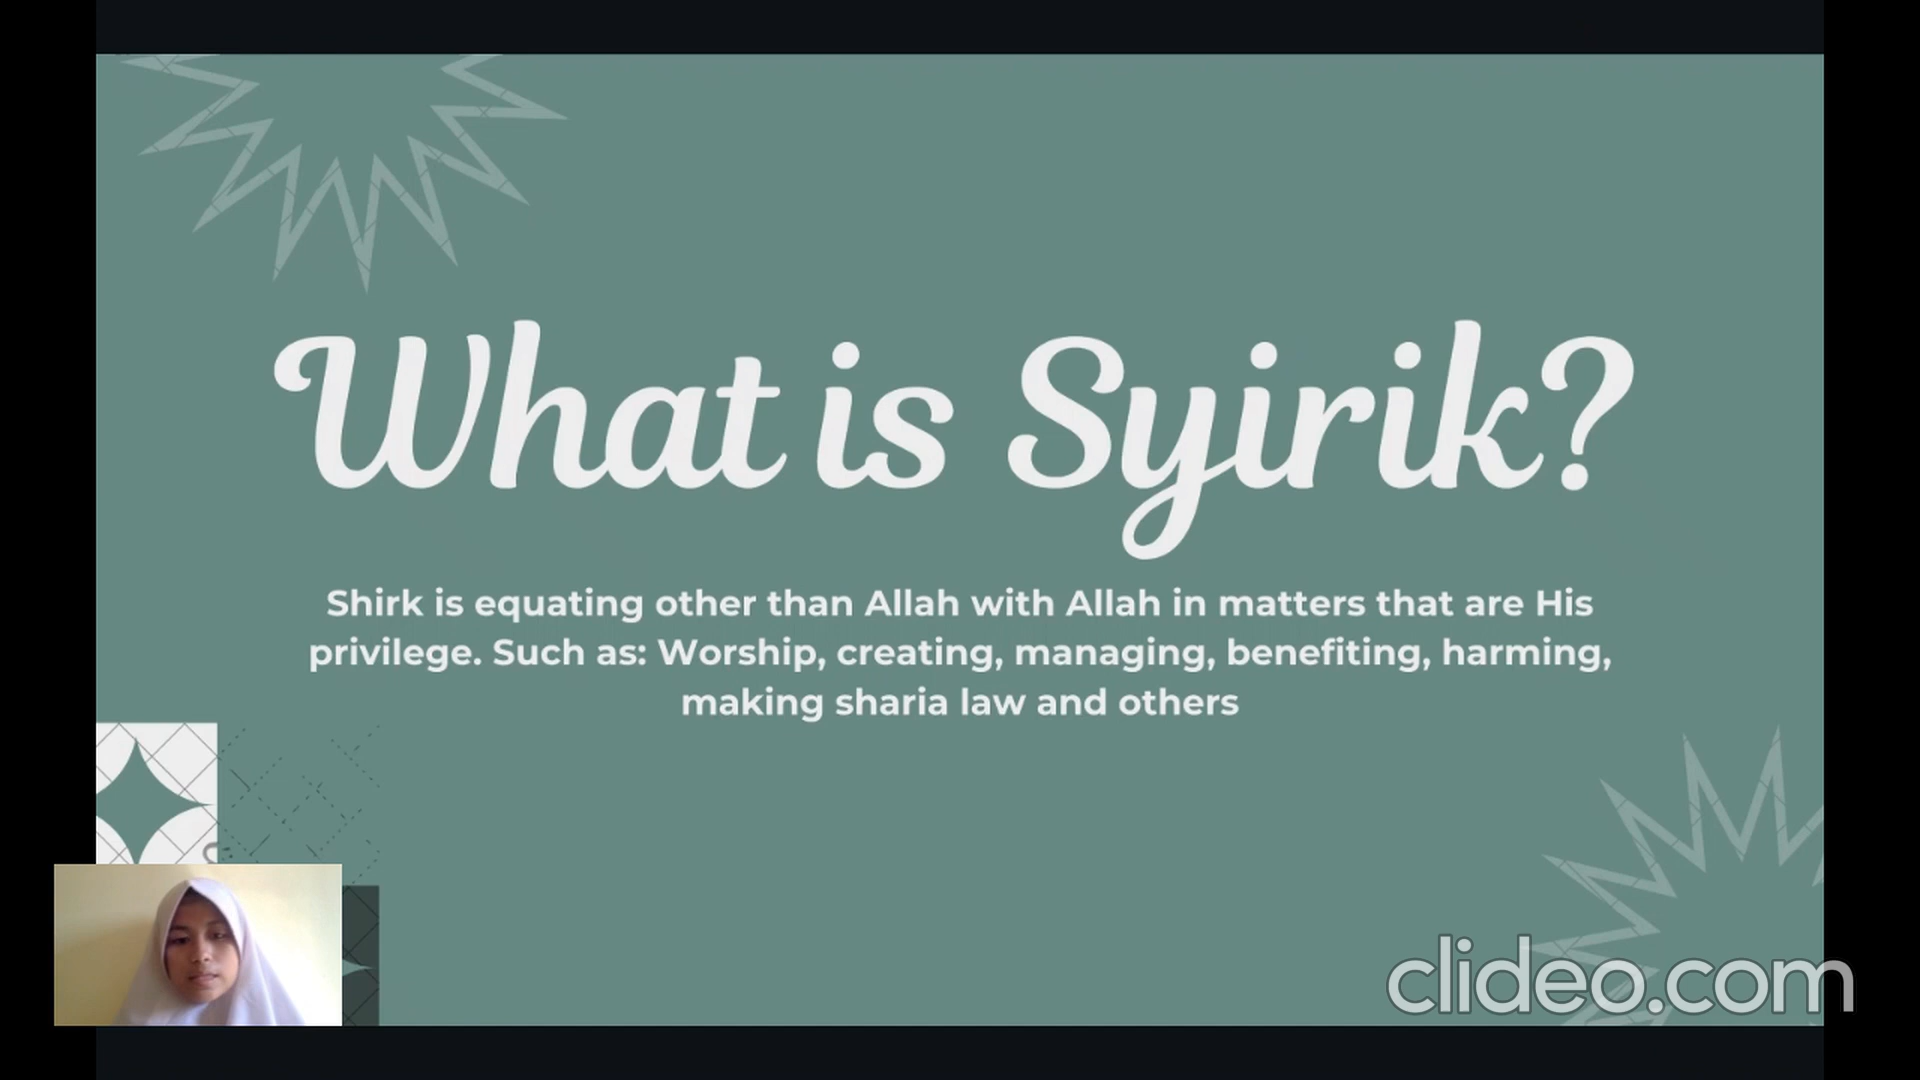 What is Syirik?
Shirk is equating other than Allah with Allah in matters that are His
privilege. Such as: Worship, creating, managing, benefiting, harming,
making sharia law and others
clideo.com